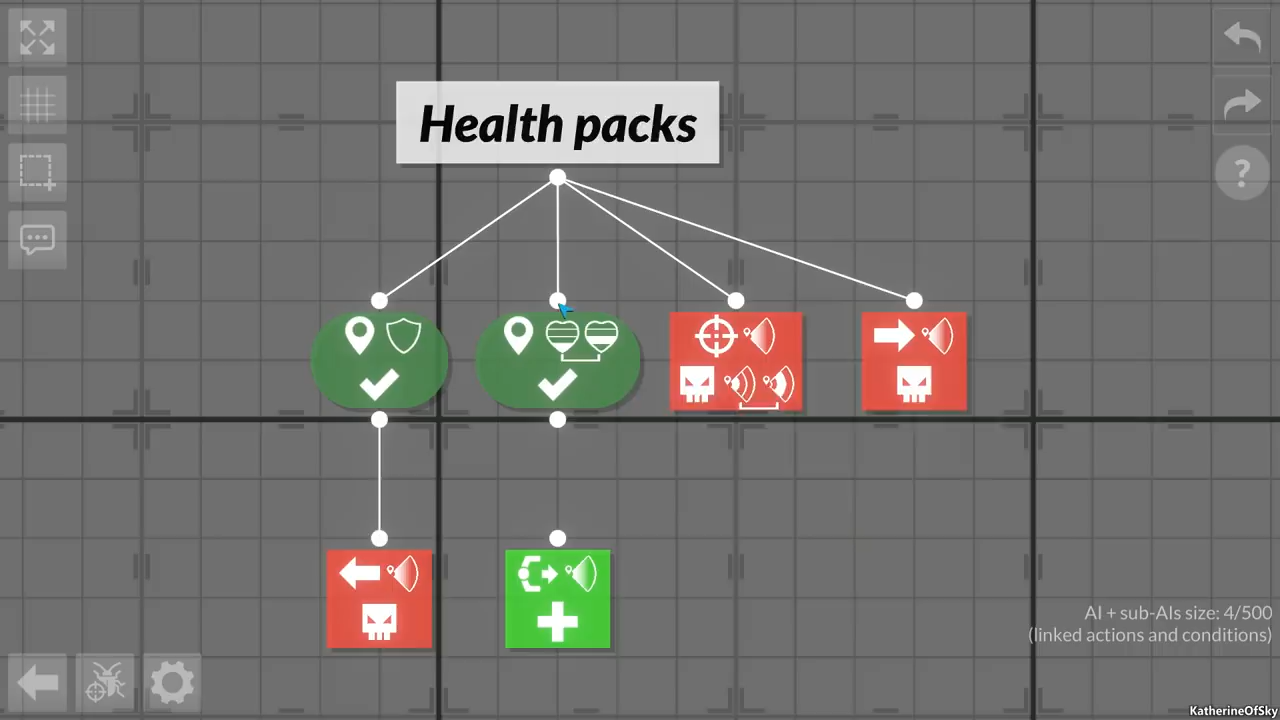 Health packs
?
AI + sub-AIs size: 4/500
(linked actions and conditions)
KatherineOfSky